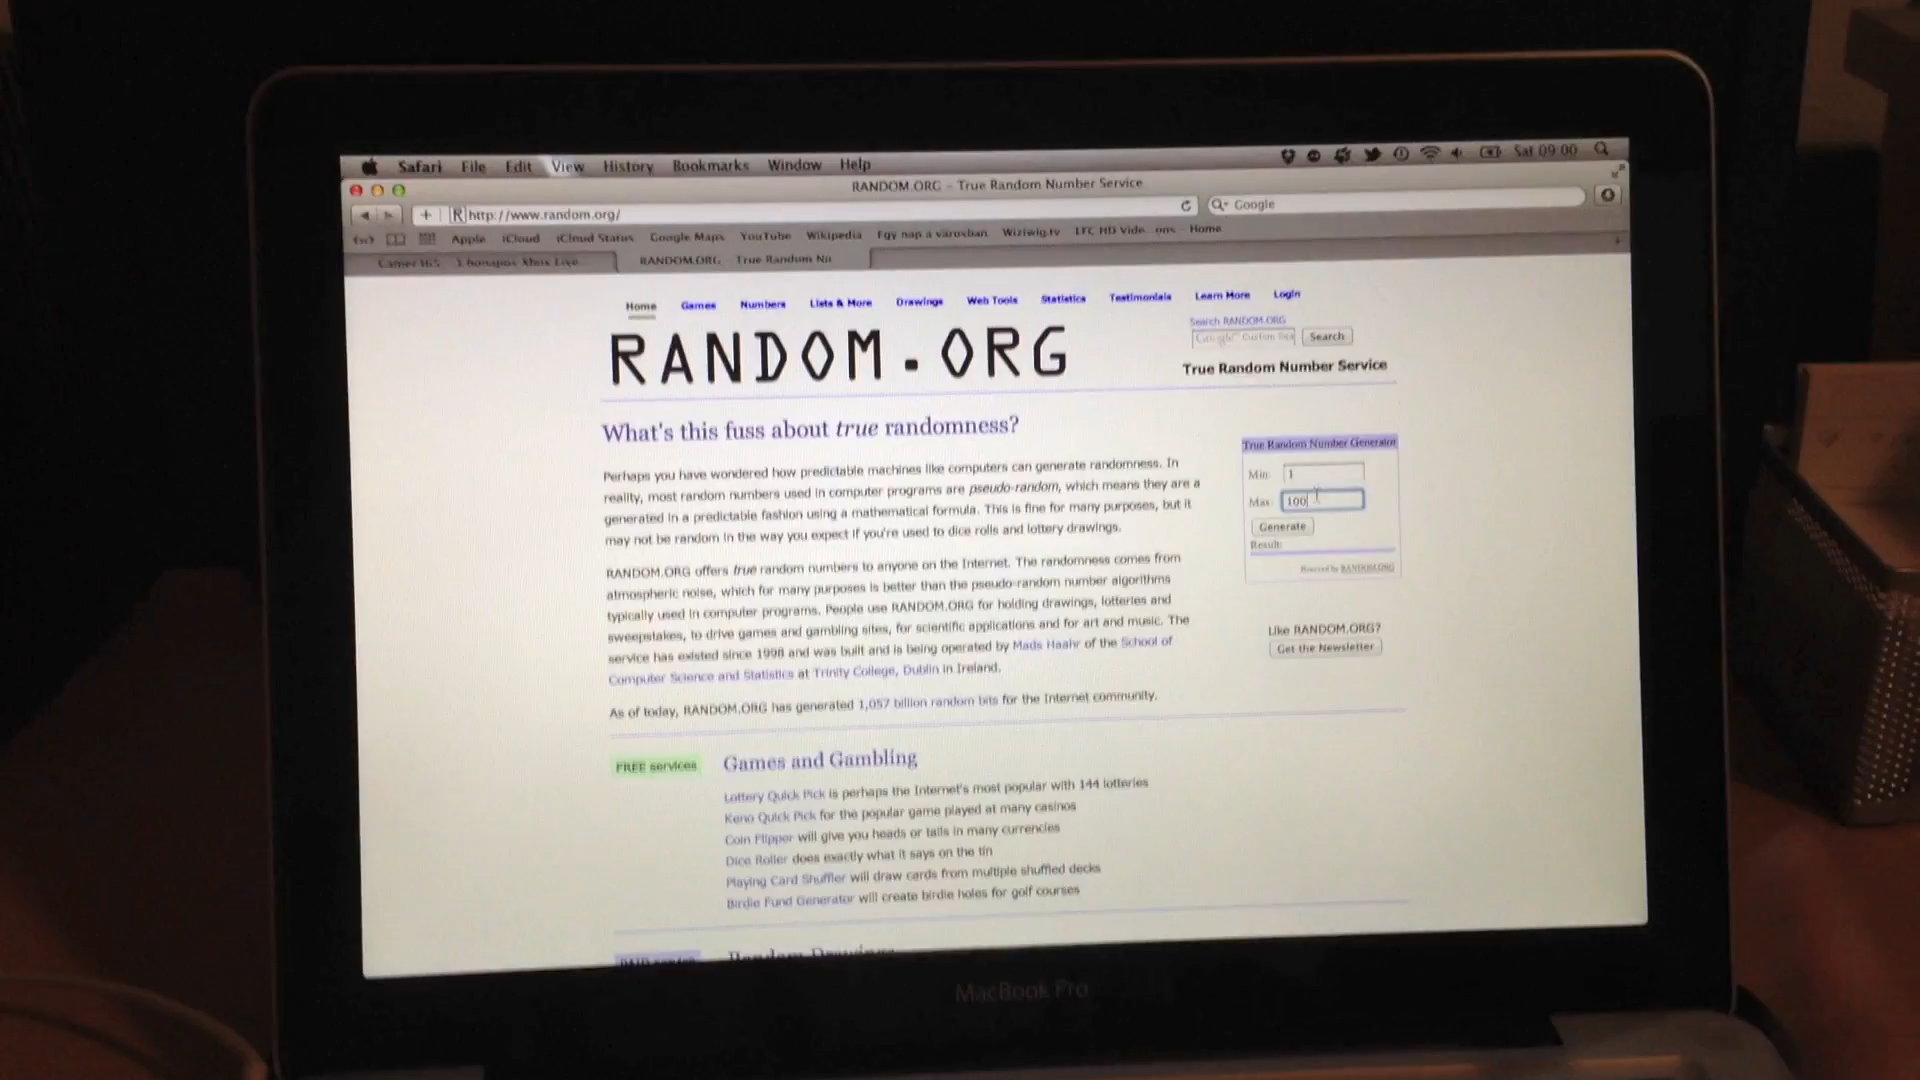 Safari File Edit View History Bookmarks Window Help Sat 09:00
RANDOM.ORG - True Random Number Service
http://www.random.org/ Google
Apple iCloud iCloud Status Google Maps YouTube Wikipedia Egy nap a városban Wiziwig.tv LFC HD Home
RANDOM.ORG - True Random Nu
Home Games Numbers Lists & More Drawings Web Tools Statistics Testimonials Learn More Login
Search RANDOM.ORG
Google Custom Search
RANDOM.ORG
True Random Number Service
What's this fuss about true randomness?
Perhaps you have wondered how predictable machines like computers can generate randomness. In
reality, most random numbers used in computer programs are pseudo-random, which means they are a
generated in a predictable fashion using a mathematical formula. This is fine for many purposes, but it
may not be random in the way you expect if you're used to dice rolls and lottery drawings.
RANDOM.ORG offers true random numbers to anyone on the Internet. The randomness comes from
atmospheric noise, which for many purposes is better than the pseudo-random number algorithms
typically used in computer programs. People use RANDOM.ORG for holding drawings, lotteries and
sweepstakes, to drive games and gambling sites, for scientific applications and for art and music. The
service has existed since 1998 and was built and is being operated by Mads Haahr of the School of
Computer Science and Statistics at Trinity College, Dublin in Ireland.
As of today, RANDOM.ORG has generated 1,057 billion random bits for the Internet community.
True Random Number Generator
Min: 1
Max: 100
Generate
Result:
Powered by RANDOM.ORG
Like RANDOM.ORG?
Get the Newsletter
FREE services
Games and Gambling
Lottery Quick Pick is perhaps the Internet's most popular with 144 lotteries
Keno Quick Pick for the popular game played at many casinos
Coin Flipper will give you heads or tails in many currencies
Dice Roller does exactly what it says on the tin
Playing Card Shuffler will draw cards from multiple shuffled decks
Birdie Fund Generator will create birdie holes for golf courses
PAID service
Random Drawings
MacBook Pro